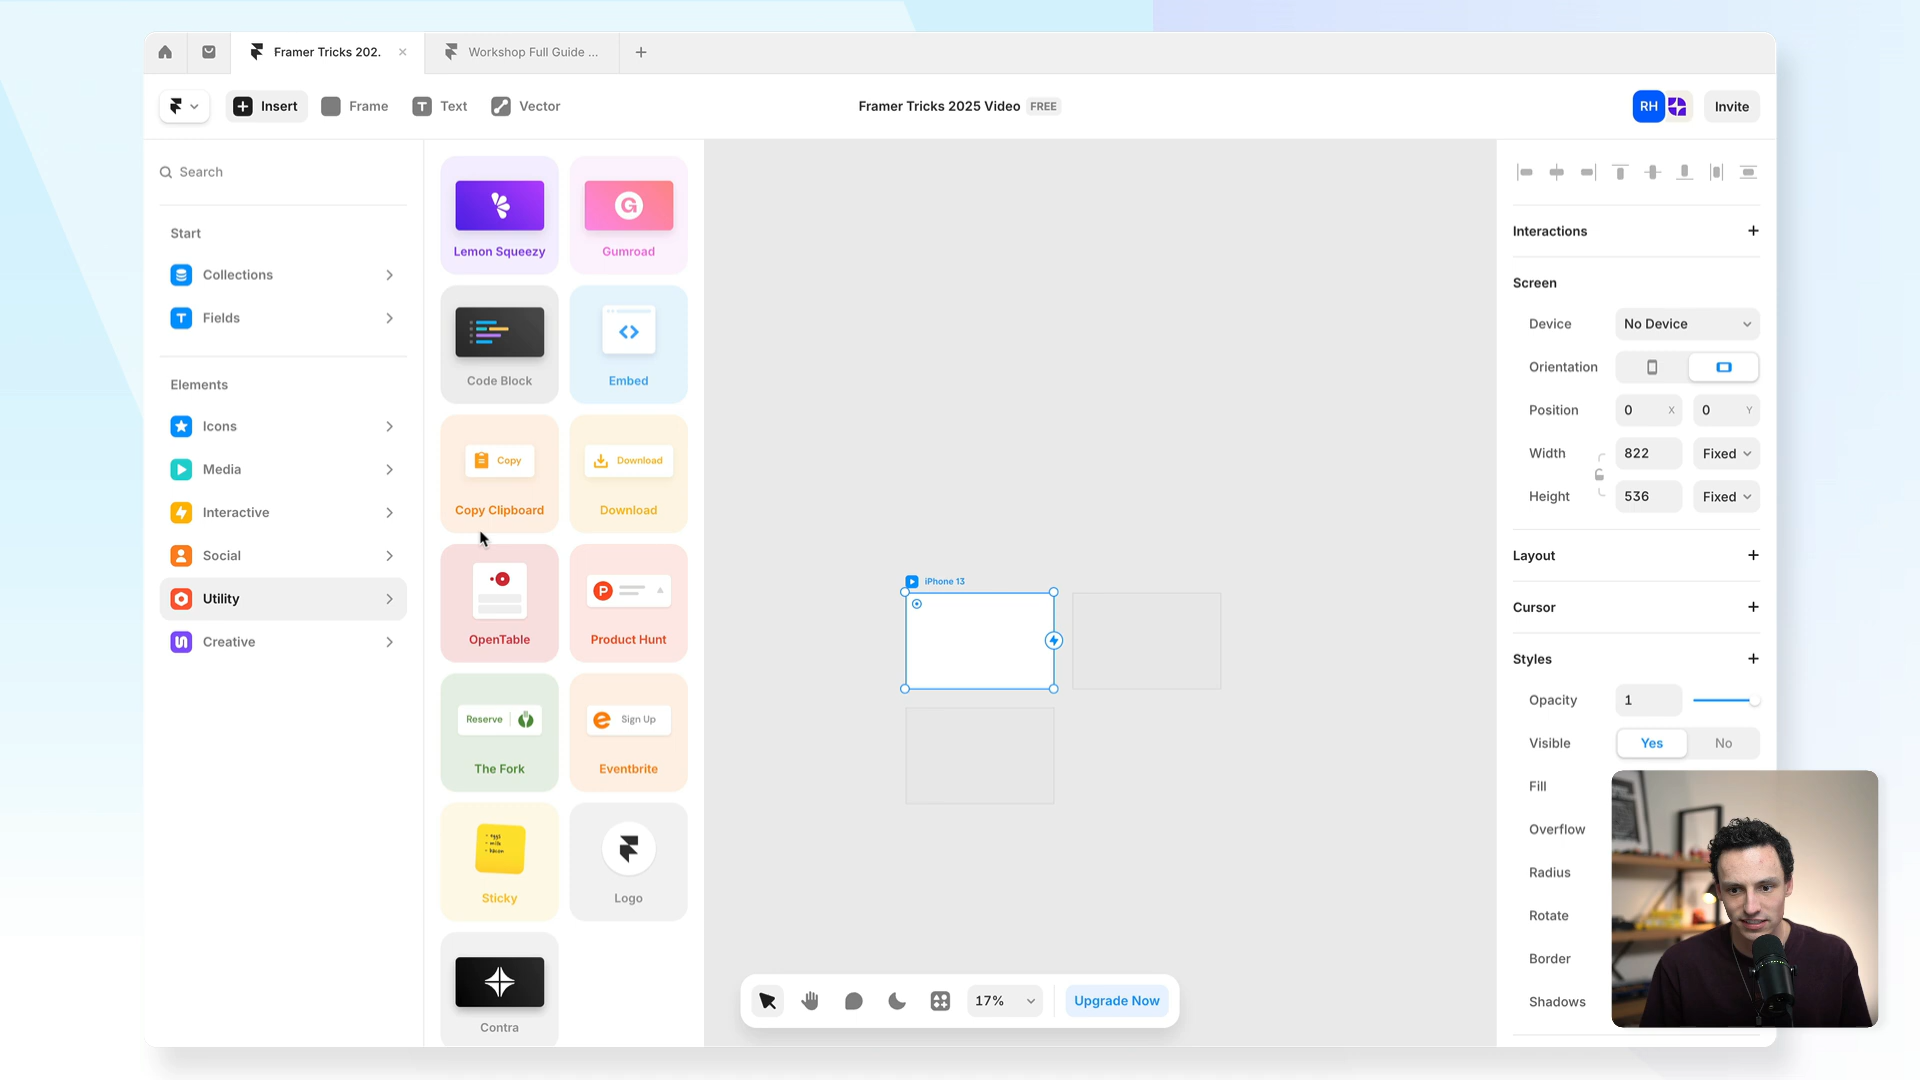 Framer Tricks 202.
Workshop Full Guide ...
Insert
Frame
Text
Vector
Framer Tricks 2025 Video FREE
RH
Invite
Search
Start
Collections
Fields
Elements
Icons
Media
Interactive
Social
Utility
Creative
Lemon Squeezy
Gumroad
Code Block
Embed
Copy
Copy Clipboard
Download
Download
OpenTable
Product Hunt
Reserve
The Fork
Sign Up
Eventbrite
eggs
milk
bacon
Sticky
Logo
Contra
iPhone 13
17%
Upgrade Now
Interactions
Screen
Device No Device
Orientation
Position 0 X 0 Y
Width 822 Fixed
Height 536 Fixed
Layout
Cursor
Styles
Opacity 1
Visible Yes No
Fill
Overflow
Radius
Rotate
Border
Shadows